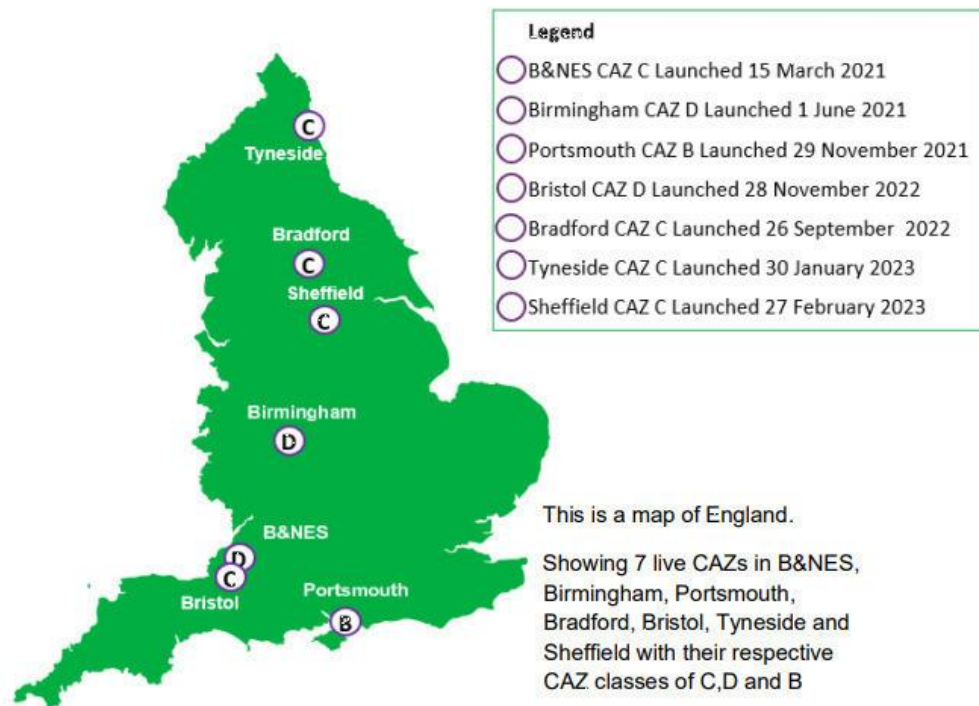 Legend
B&NES CAZ C Launched 15 March 2021
Birmingham CAZ D Launched 1 June 2021
Portsmouth CAZ B Launched 29 November 2021
Bristol CAZ D Launched 28 November 2022
Bradford CAZ C Launched 26 September 2022
Tyneside CAZ C Launched 30 January 2023
Sheffield CAZ C Launched 27 February 2023
C
Tyneside
Bradford
C
Sheffield
C
Birmingham
D
B&NES
D
C
Bristol
Portsmouth
B
This is a map of England.
Showing 7 live CAZs in B&NES,
Birmingham, Portsmouth,
Bradford, Bristol, Tyneside and
Sheffield with their respective
CAZ classes of C,D and B